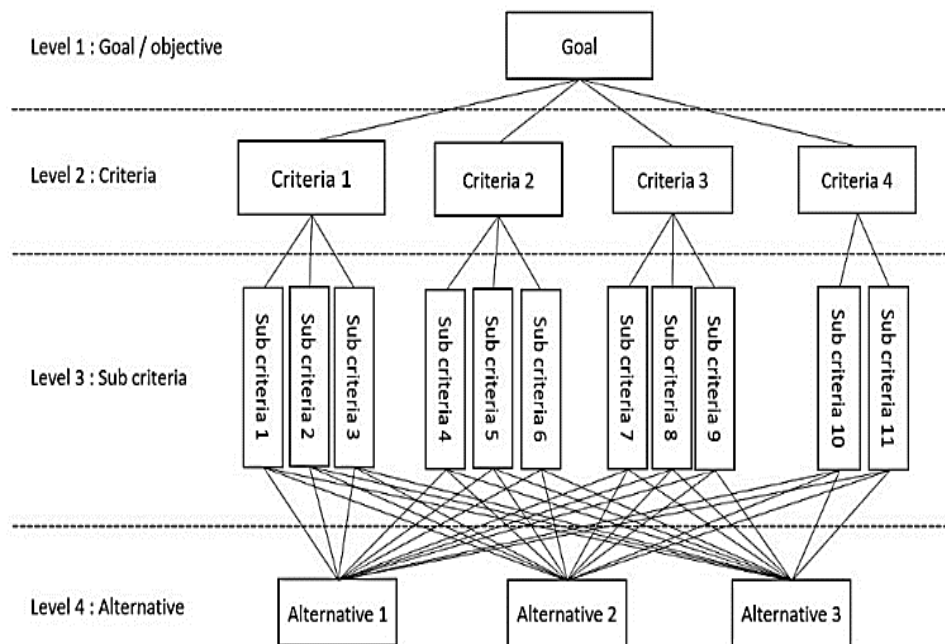 Level 1 : Goal / objective
Goal
Level 2 : Criteria
Criteria 1
Criteria 2
Criteria 3
Criteria 4
Level 3 : Sub criteria
Sub criteria 1
Sub criteria 2
Sub criteria 3
Sub criteria 4
Sub criteria 5
Sub criteria 6
Sub criteria 7
Sub criteria 8
Sub criteria 9
Sub criteria 10
Sub criteria 11
Level 4 : Alternative
Alternative 1
Alternative 2
Alternative 3